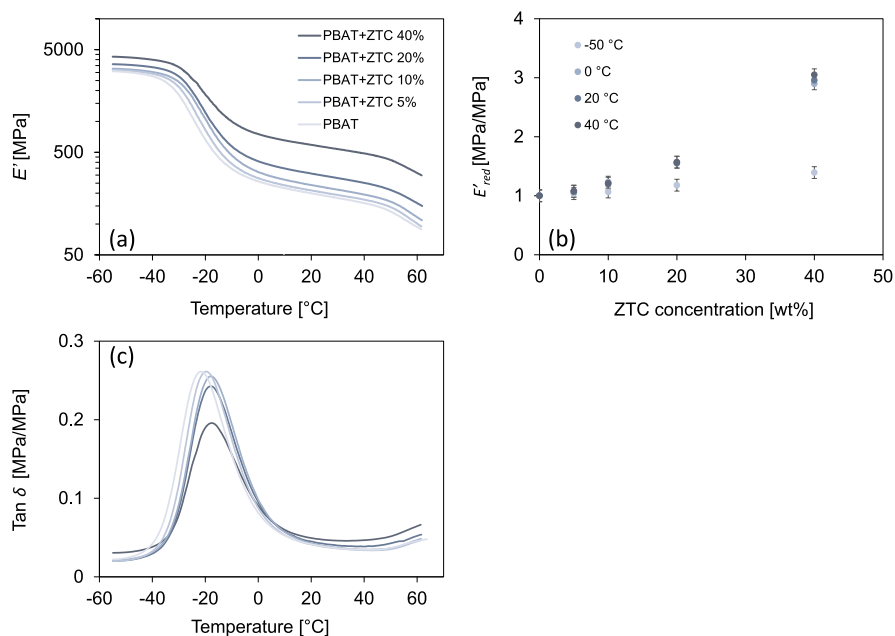 5000
500
50
E' [MPa]
PBAT+ZTC 40%
PBAT+ZTC 20%
PBAT+ZTC 10%
PBAT+ZTC 5%
PBAT
(a)
-60 -40 -20 0 20 40 60
Temperature [°C]
4
3
2
1
0
E'red [MPa/MPa]
-50 °C
0 °C
20 °C
40 °C
(b)
0 10 20 30 40 50
ZTC concentration [wt%]
0.3
0.2
0.1
0
Tan δ [MPa/MPa]
(c)
-60 -40 -20 0 20 40 60
Temperature [°C]